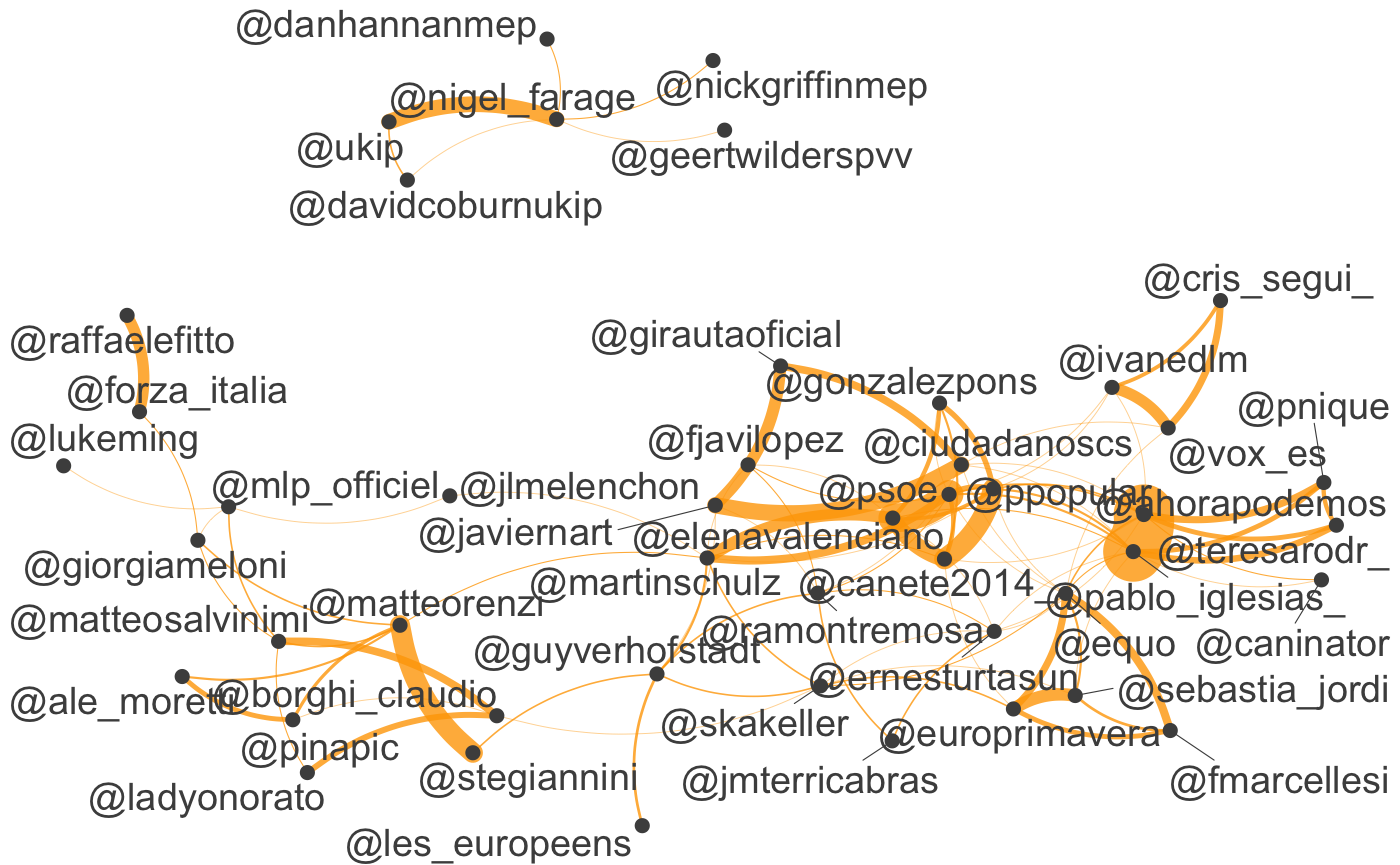 @danhannanmep
@nickgriffinmep
@nigel_farage
@ukip
@geertwilderspvv
@davidcoburnukip
@cris_segui_
@raffaelefitto
@girautaoficial
@ivanedlm
@forza_italia
@gonzalezpons
@pnique
@lukeming
@fjavilopez
@ciudadanoscs
@vox_es
@mlp_officiel
@jlmelenchon
@psoe
@ppopular
@ahorapodemos
@javiernart
@elenavalenciano
@teresarodr_
@giorgiameloni
@martinschulz
@canete2014_
@pablo_iglesias_
@matteosalvinimi
@matteorenzi
@ramontremosa
@equo
@caninator
@guyverhofstadt
@ernesturtasun
@sebastia_jordi
@ale_moretti
@borghi_claudio
@skakeller
@europrimavera
@pinapic
@stegiannini
@jmterricabras
@fmarcellesi
@ladyonorato
@les_europeens